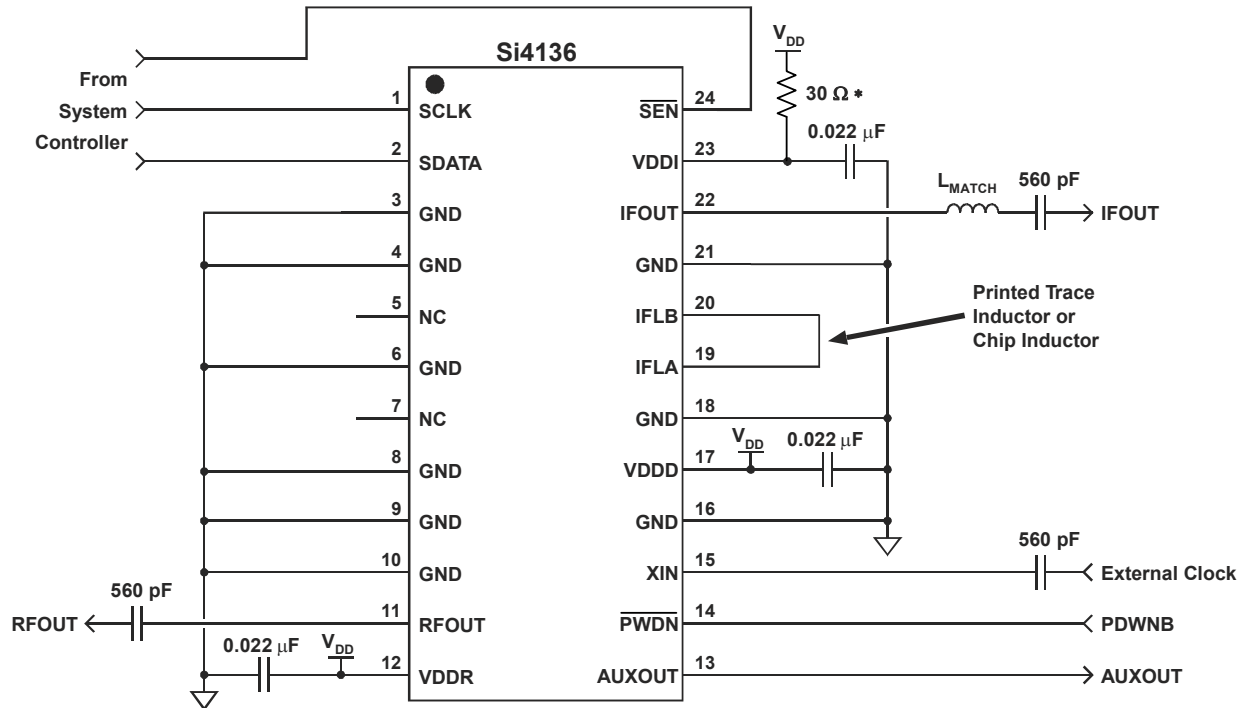 Si4136
From
System
Controller
1
SCLK
2
SDATA
3
GND
4
GND
5
NC
6
GND
7
NC
8
GND
9
GND
10
GND
560 pF
RFOUT
11
RFOUT
0.022 μF
VDD
12
VDDR
VDD
30 Ω *
24
SEN
0.022 μF
23
VDDI
LMATCH
560 pF
22
IFOUT
IFOUT
21
GND
20
IFLB
19
IFLA
Printed Trace
Inductor or
Chip Inductor
18
GND
VDD
0.022 μF
17
VDDD
16
GND
560 pF
15
XIN
External Clock
14
PWDN
PDWNB
13
AUXOUT
AUXOUT